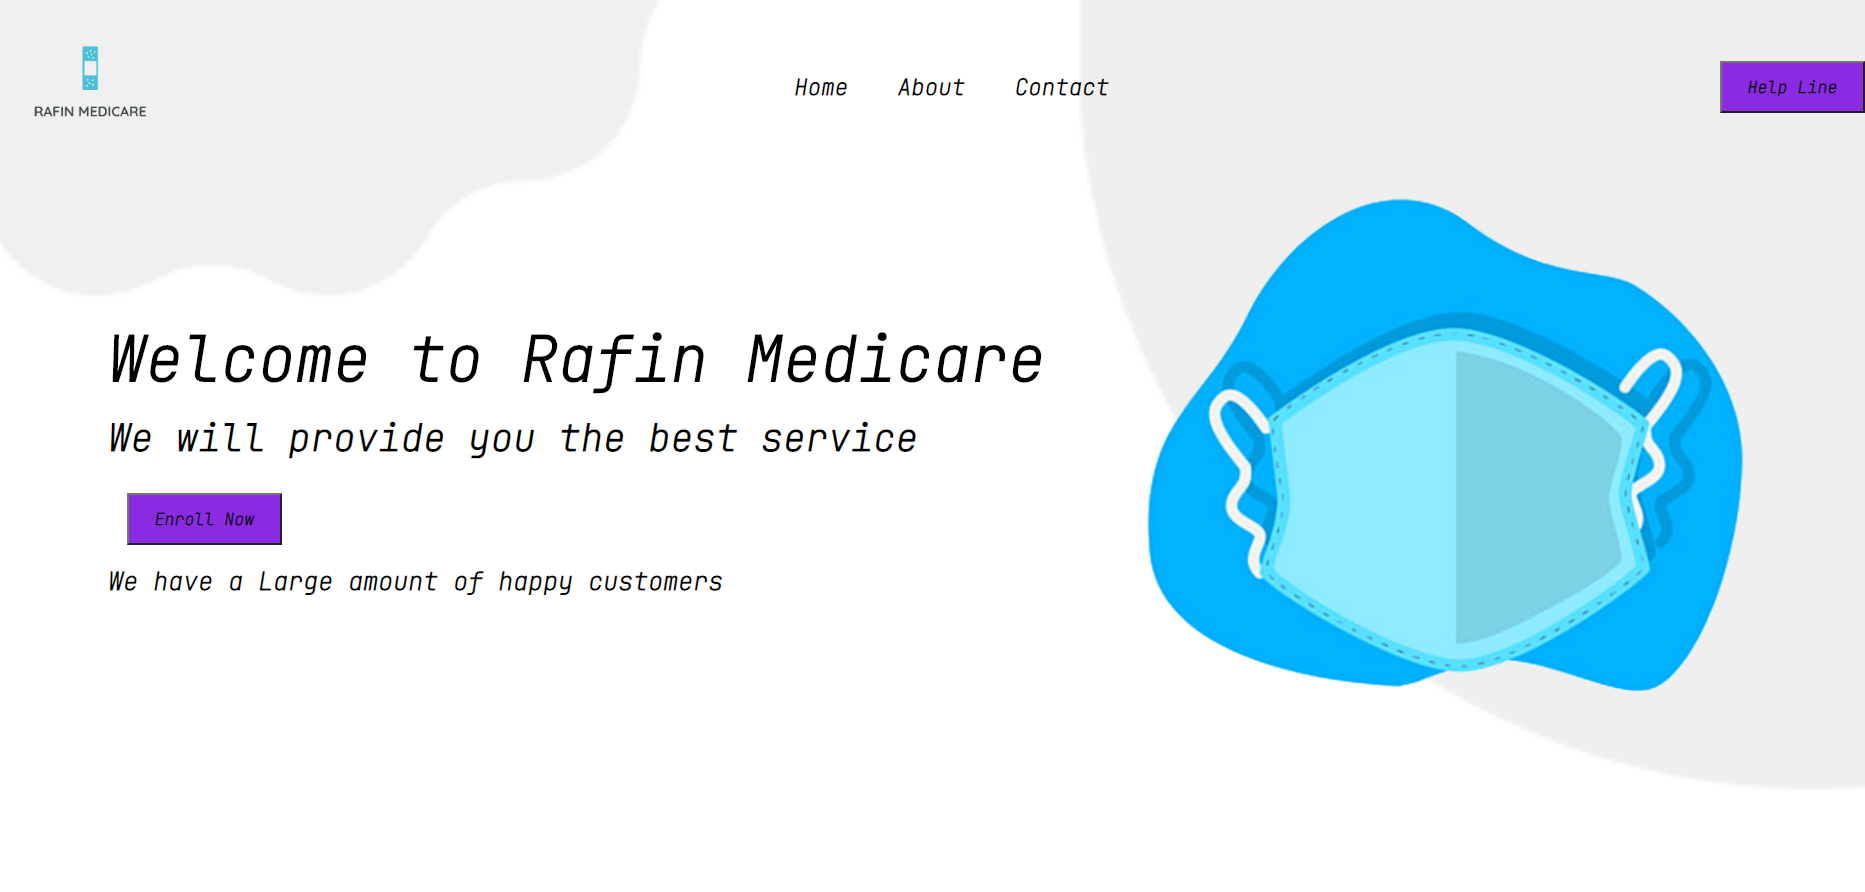 RAFIN MEDICARE
Home About Contact
Help Line
Welcome to Rafin Medicare
We will provide you the best service
Enroll Now
We have a Large amount of happy customers